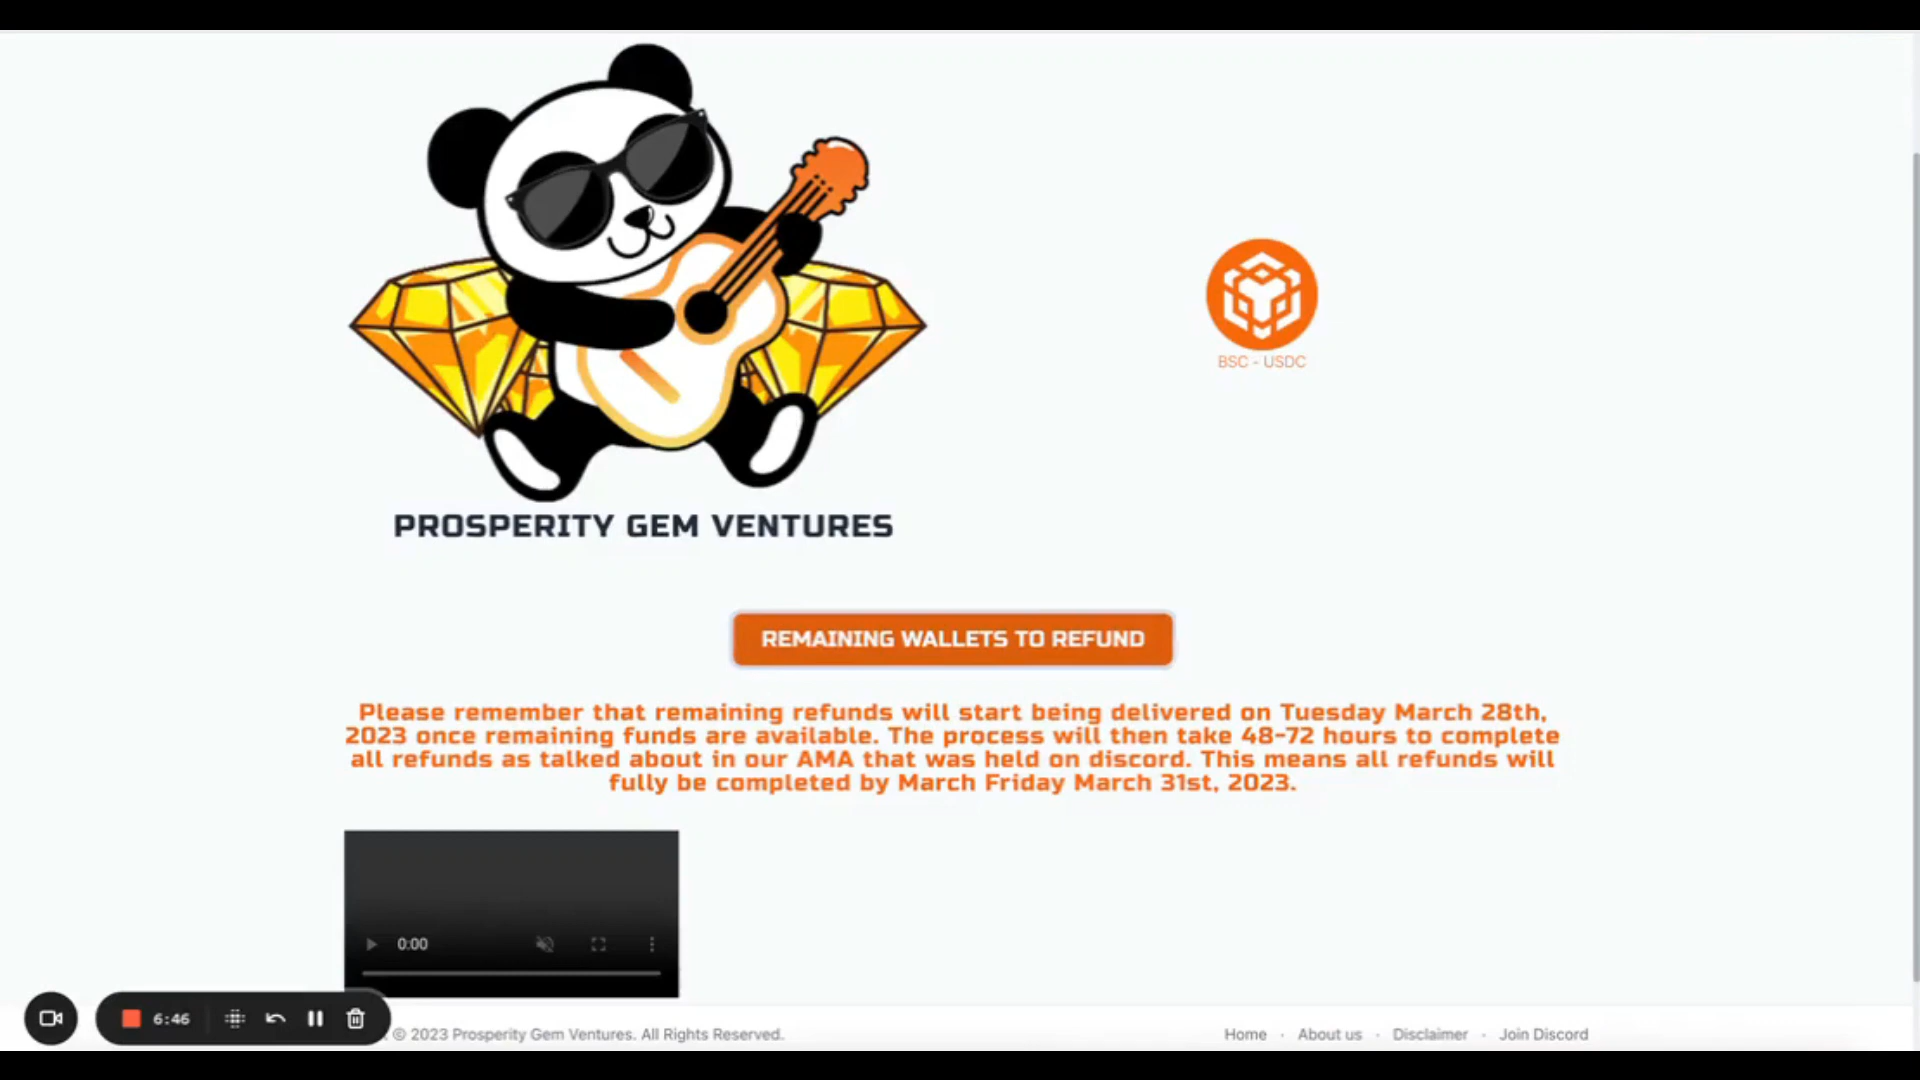 BSC - USDC
PROSPERITY GEM VENTURES
REMAINING WALLETS TO REFUND
Please remember that remaining refunds will start being delivered on Tuesday March 28th,
2023 once remaining funds are available. The process will then take 48-72 hours to complete
all refunds as talked about in our AMA that was held on discord. This means all refunds will
fully be completed by March Friday March 31st, 2023.
0:00
6:46
© 2023 Prosperity Gem Ventures. All Rights Reserved.
Home · About us · Disclaimer · Join Discord